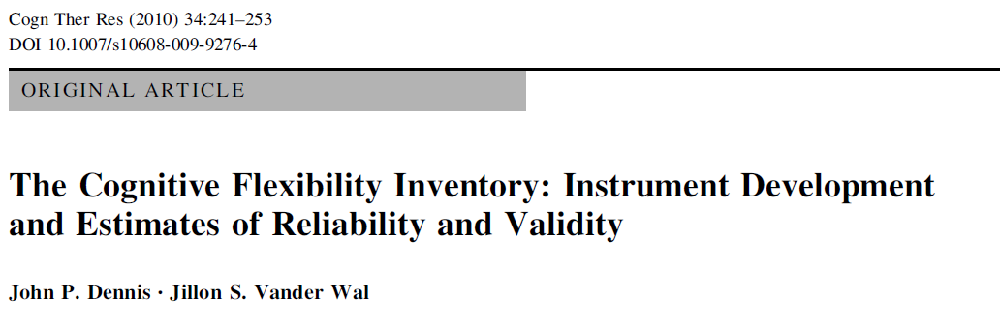 Cogn Ther Res (2010) 34:241–253
DOI 10.1007/s10608-009-9276-4
ORIGINAL ARTICLE
The Cognitive Flexibility Inventory: Instrument Development
and Estimates of Reliability and Validity
John P. Dennis · Jillon S. Vander Wal